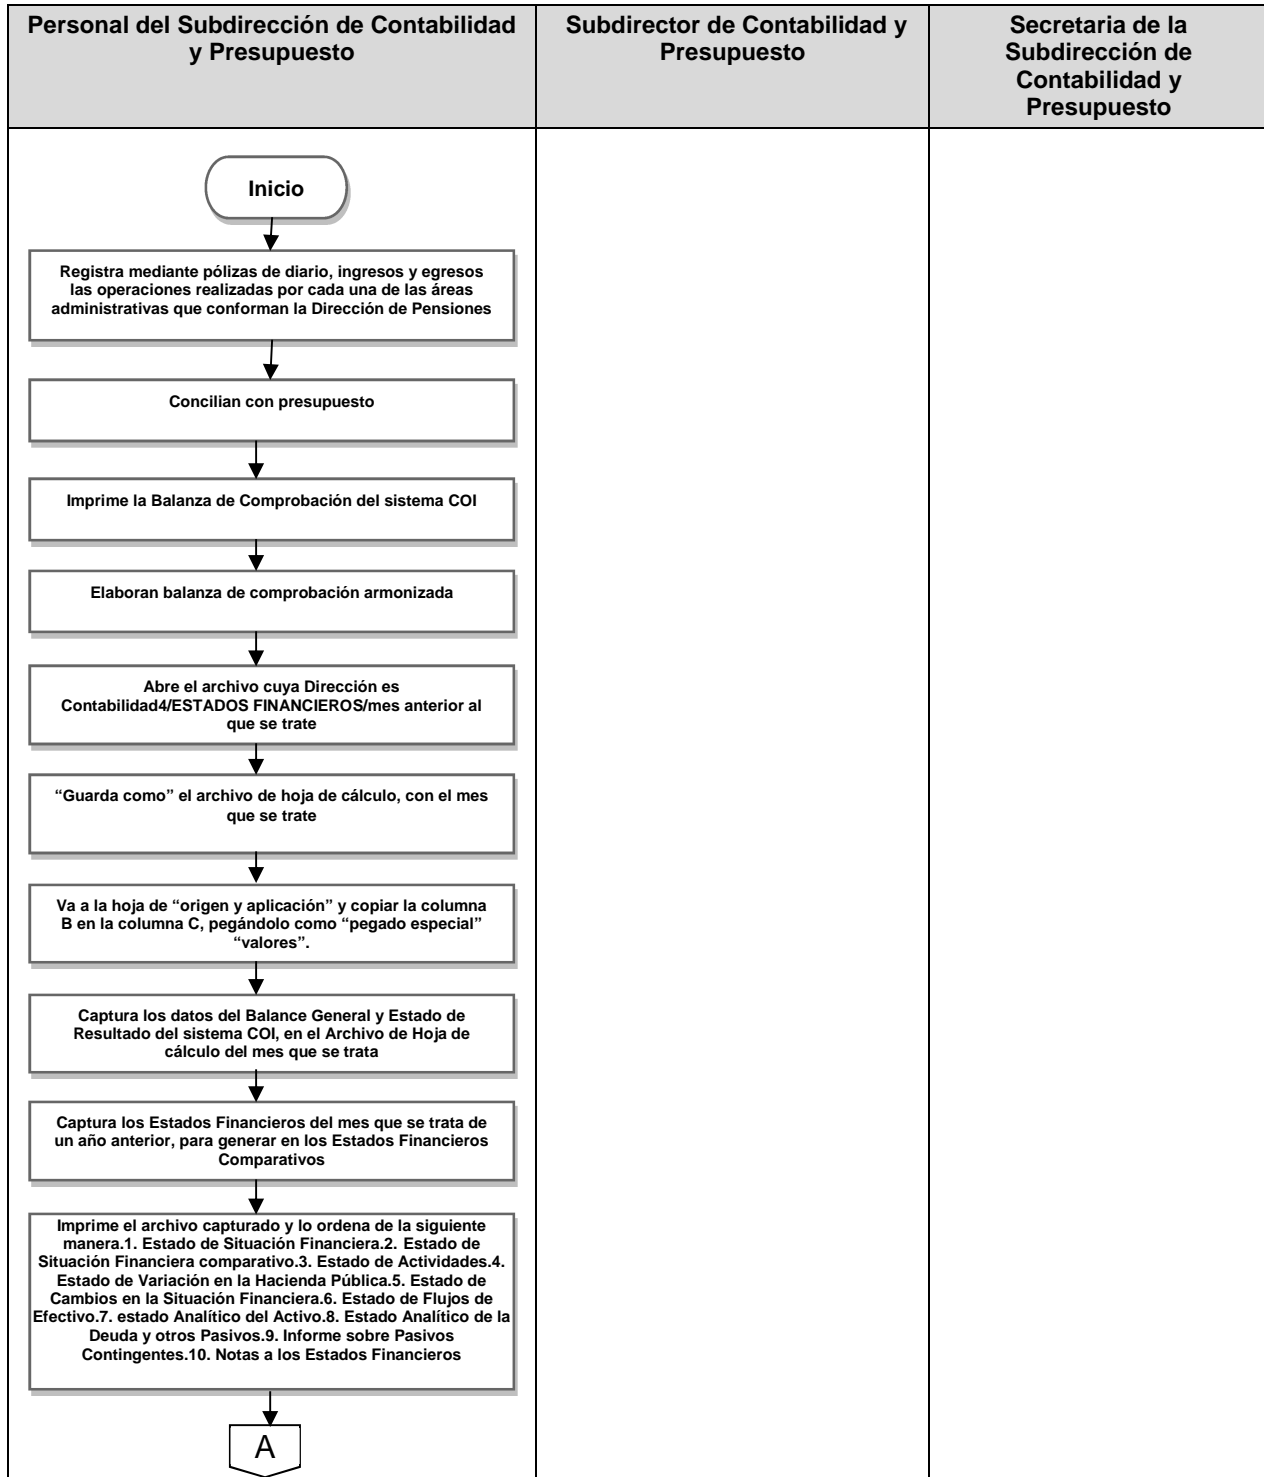 Personal del Subdirección de Contabilidad
y Presupuesto
Subdirector de Contabilidad y
Presupuesto
Secretaria de la
Subdirección de
Contabilidad y
Presupuesto
Inicio
Registra mediante pólizas de diario, ingresos y egresos
las operaciones realizadas por cada una de las áreas
administrativas que conforman la Dirección de Pensiones
Concilian con presupuesto
Imprime la Balanza de Comprobación del sistema COI
Elaboran balanza de comprobación armonizada
Abre el archivo cuya Dirección es
Contabilidad4/ESTADOS FINANCIEROS/mes anterior al
que se trate
“Guarda como” el archivo de hoja de cálculo, con el mes
que se trate
Va a la hoja de “origen y aplicación” y copiar la columna
B en la columna C, pegándolo como “pegado especial”
“valores”.
Captura los datos del Balance General y Estado de
Resultado del sistema COI, en el Archivo de Hoja de
cálculo del mes que se trata
Captura los Estados Financieros del mes que se trata de
un año anterior, para generar en los Estados Financieros
Comparativos
Imprime el archivo capturado y lo ordena de la siguiente
manera.1. Estado de Situación Financiera.2. Estado de
Situación Financiera comparativo.3. Estado de Actividades.4.
Estado de Variación en la Hacienda Pública.5. Estado de
Cambios en la Situación Financiera.6. Estado de Flujos de
Efectivo.7. estado Analítico del Activo.8. Estado Analítico de la
Deuda y otros Pasivos.9. Informe sobre Pasivos
Contingentes.10. Notas a los Estados Financieros
A